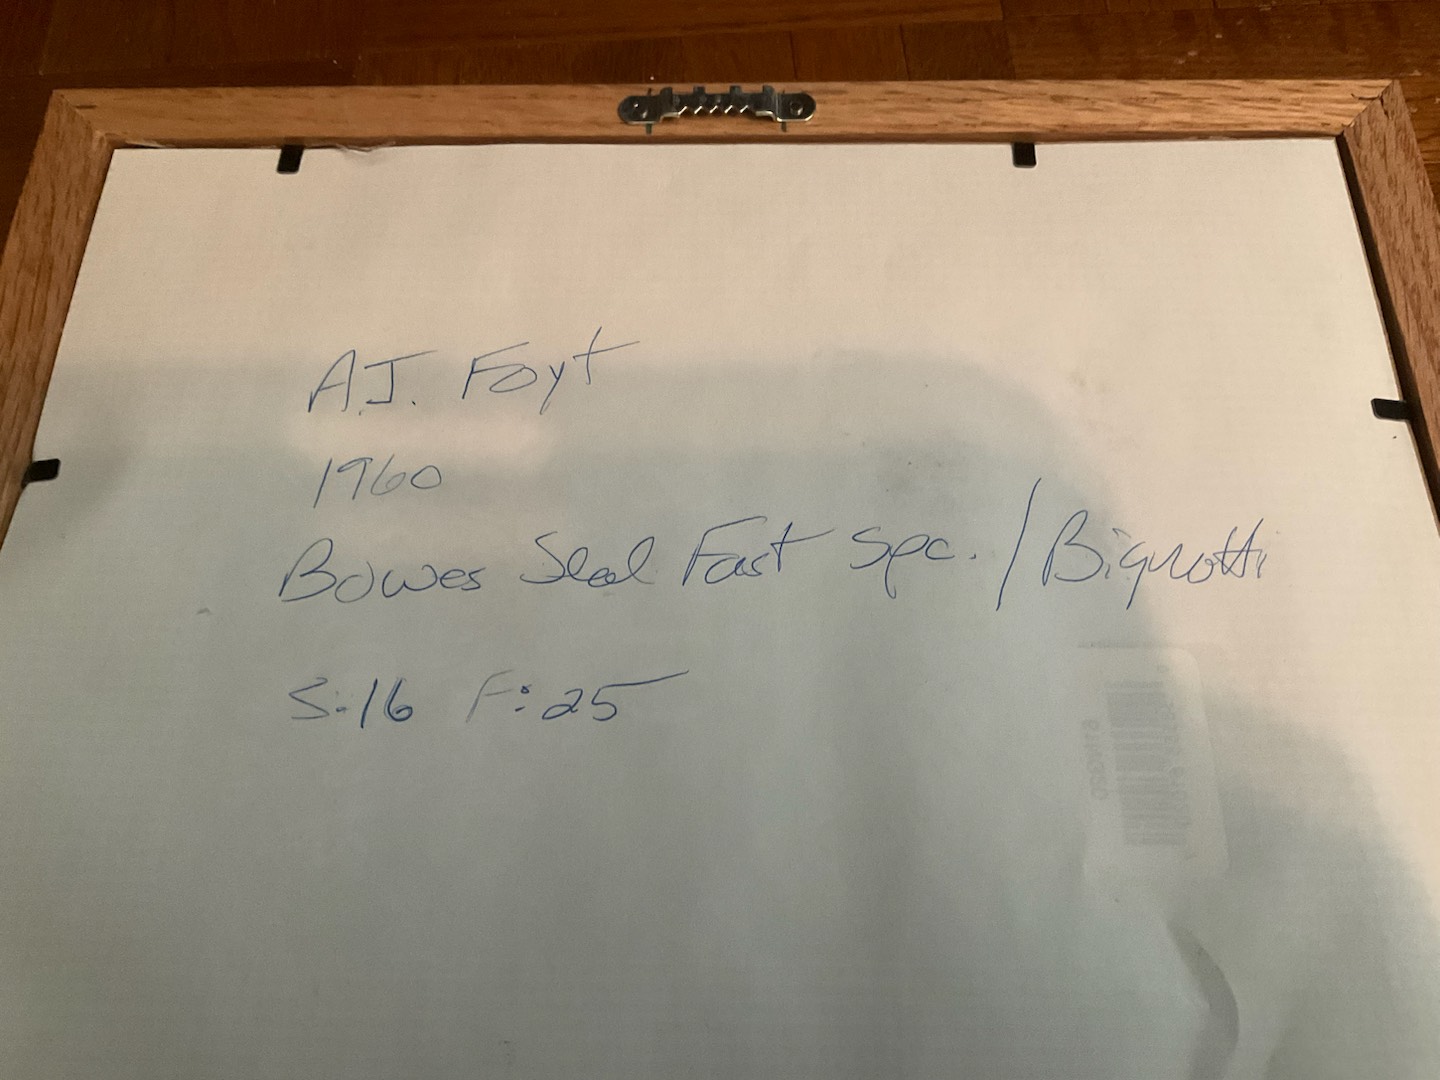 A.J. Foyt
1960
Bowes Seal Fast Spc. / Bignotti
S:16 F:25